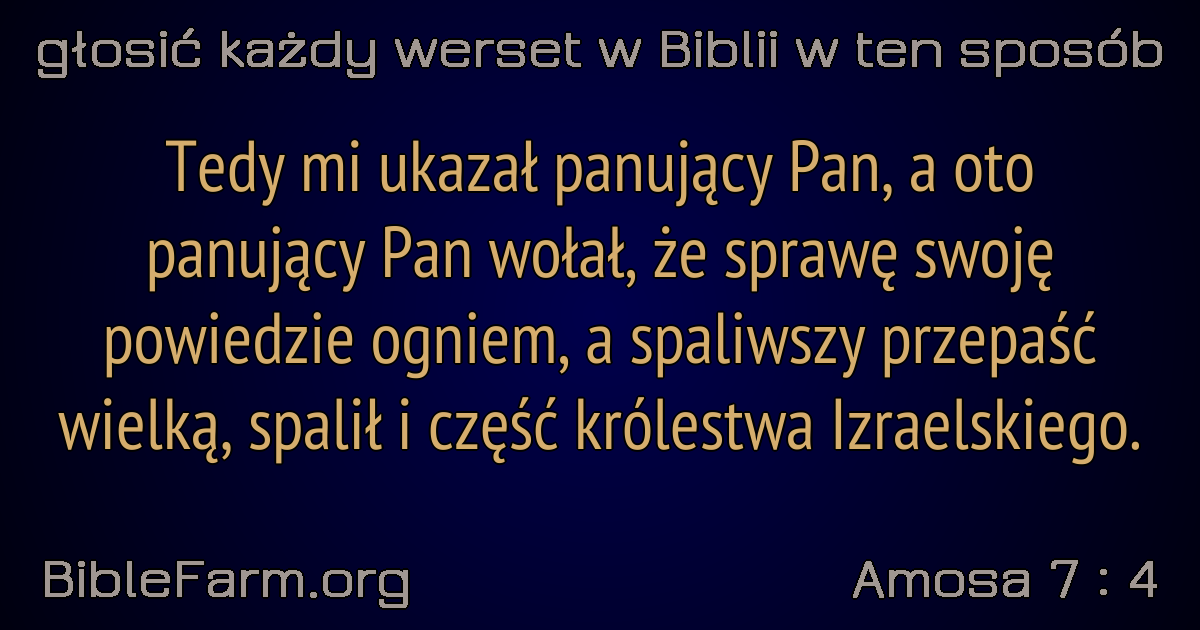 głosić każdy werset w Biblii w ten sposób
Tedy mi ukazał panujący Pan, a oto
panujący Pan wołał, że sprawę swoję
powiedzie ogniem, a spaliwszy przepaść
wielką, spalił i część królestwa Izraelskiego.
BibleFarm.org
Amosa 7 : 4